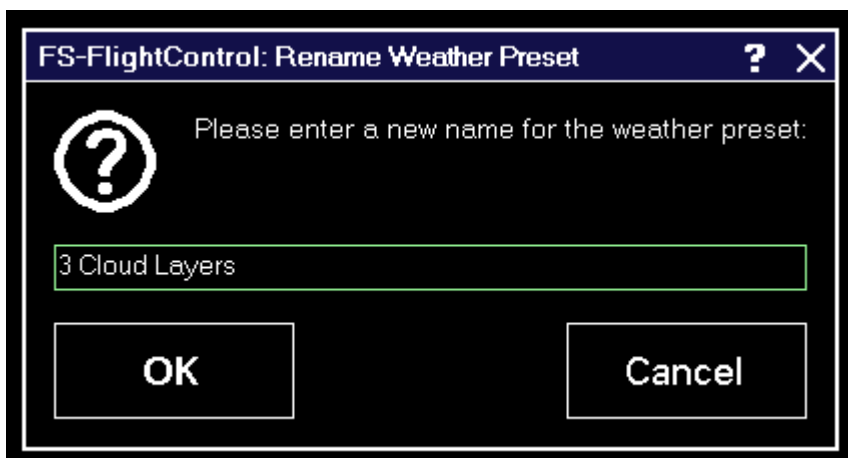 FS-FlightControl: Rename Weather Preset ? X
?
Please enter a new name for the weather preset:
3 Cloud Layers
OK Cancel